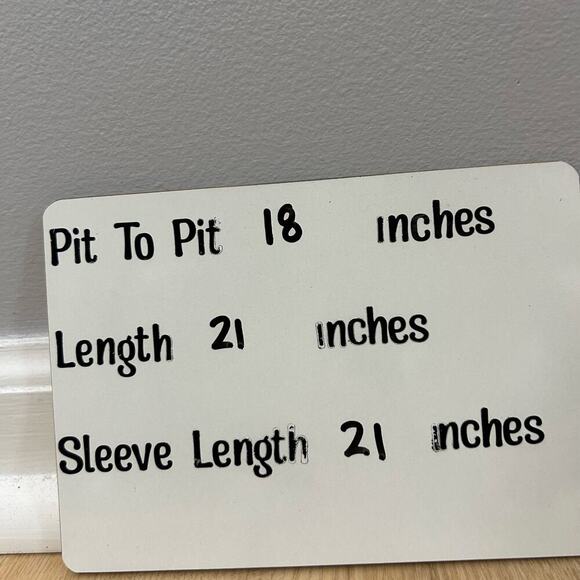 Pit To Pit 18 inches
Length 21 inches
Sleeve Length 21 inches